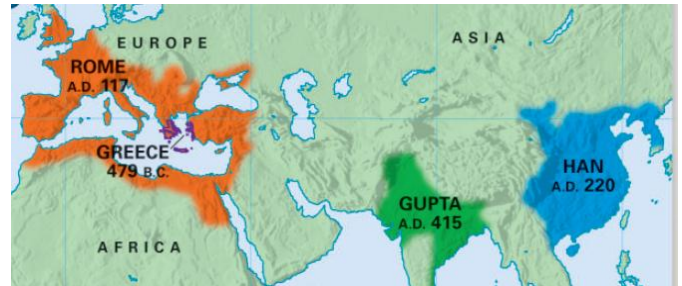 EUROPE
ASIA
ROME
A.D. 117
GREECE
479 B.C.
HAN
A.D. 220
GUPTA
A.D. 415
AFRICA